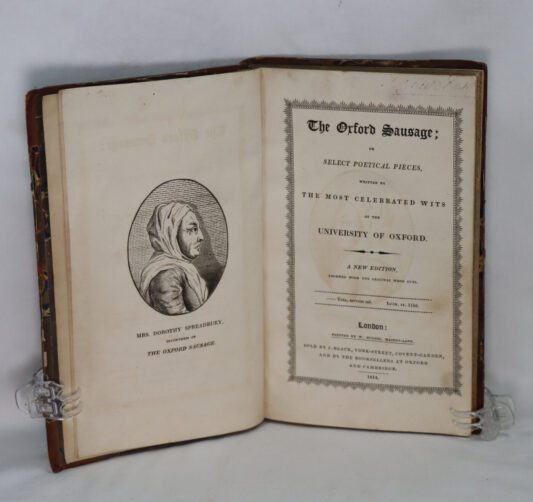 MRS. DOROTHY SPREADBURY,
INVENTRESS OF
THE OXFORD SAUSAGE.
The Oxford Sausage;
OR
SELECT POETICAL PIECES,
WRITTEN BY
THE MOST CELEBRATED WITS
OF THE
UNIVERSITY OF OXFORD.
A NEW EDITION,
ADORNED WITH THE ORIGINAL WOOD CUTS.
London:
SOLD BY J. BLACK, YORK-STREET, COVENT-GARDEN,
AND BY THE BOOKSELLERS AT OXFORD
AND CAMBRIDGE.